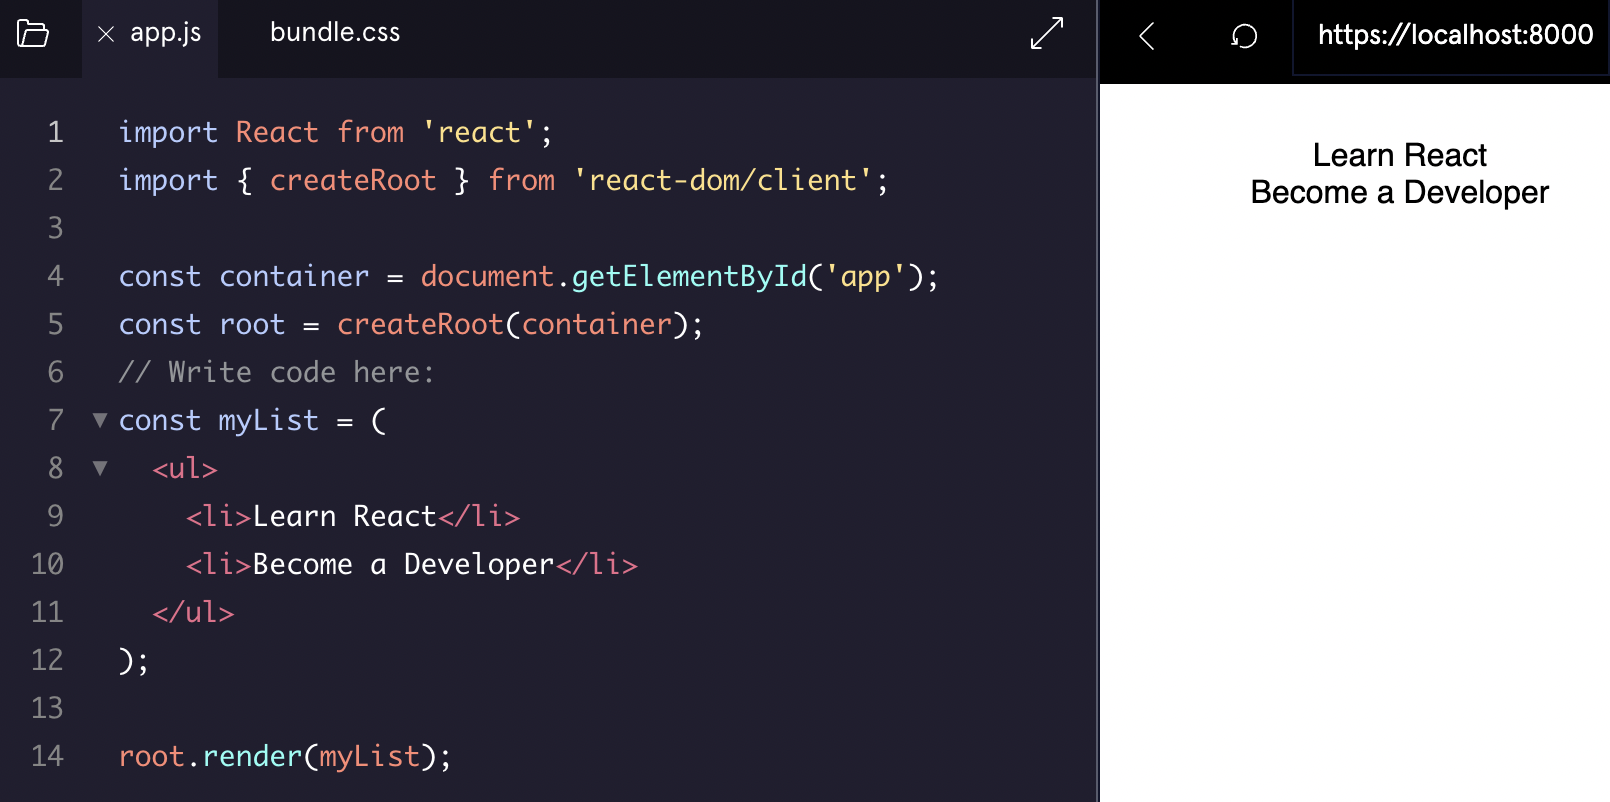 app.js
bundle.css
https://localhost:8000
1 import React from 'react';
2 import { createRoot } from 'react-dom/client';
3
4 const container = document.getElementById('app');
5 const root = createRoot(container);
6 // Write code here:
7 const myList = (
8 <ul>
9 <li>Learn React</li>
10 <li>Become a Developer</li>
11 </ul>
12 );
13
14 root.render(myList);
Learn React
Become a Developer